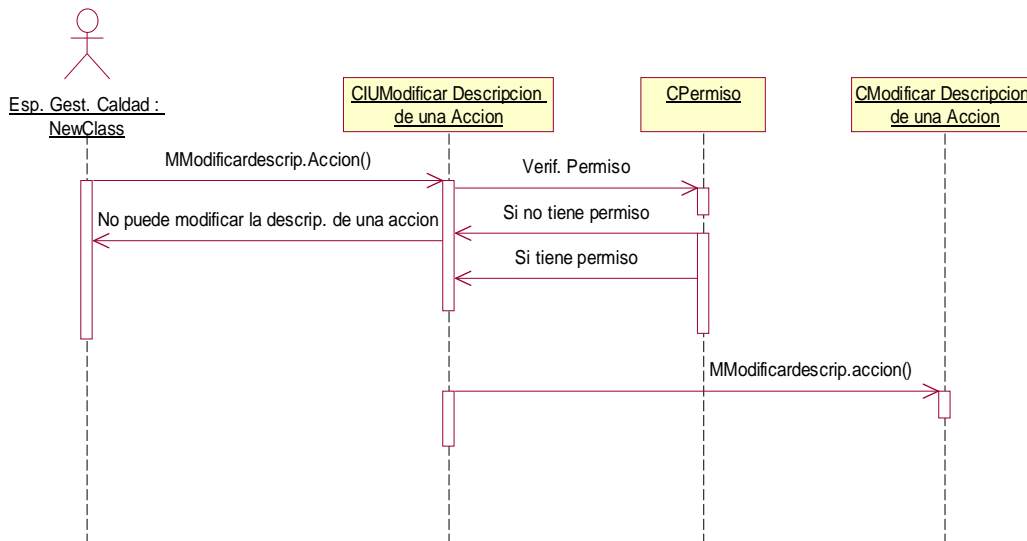 Esp. Gest. Caldad :
NewClass
CIUModificar Descripcion
de una Accion
CPermiso
CModificar Descripcion
de una Accion
MModificardescrip.Accion()
Verif. Permiso
Si no tiene permiso
No puede modificar la descrip. de una accion
Si tiene permiso
MModificardescrip.accion()